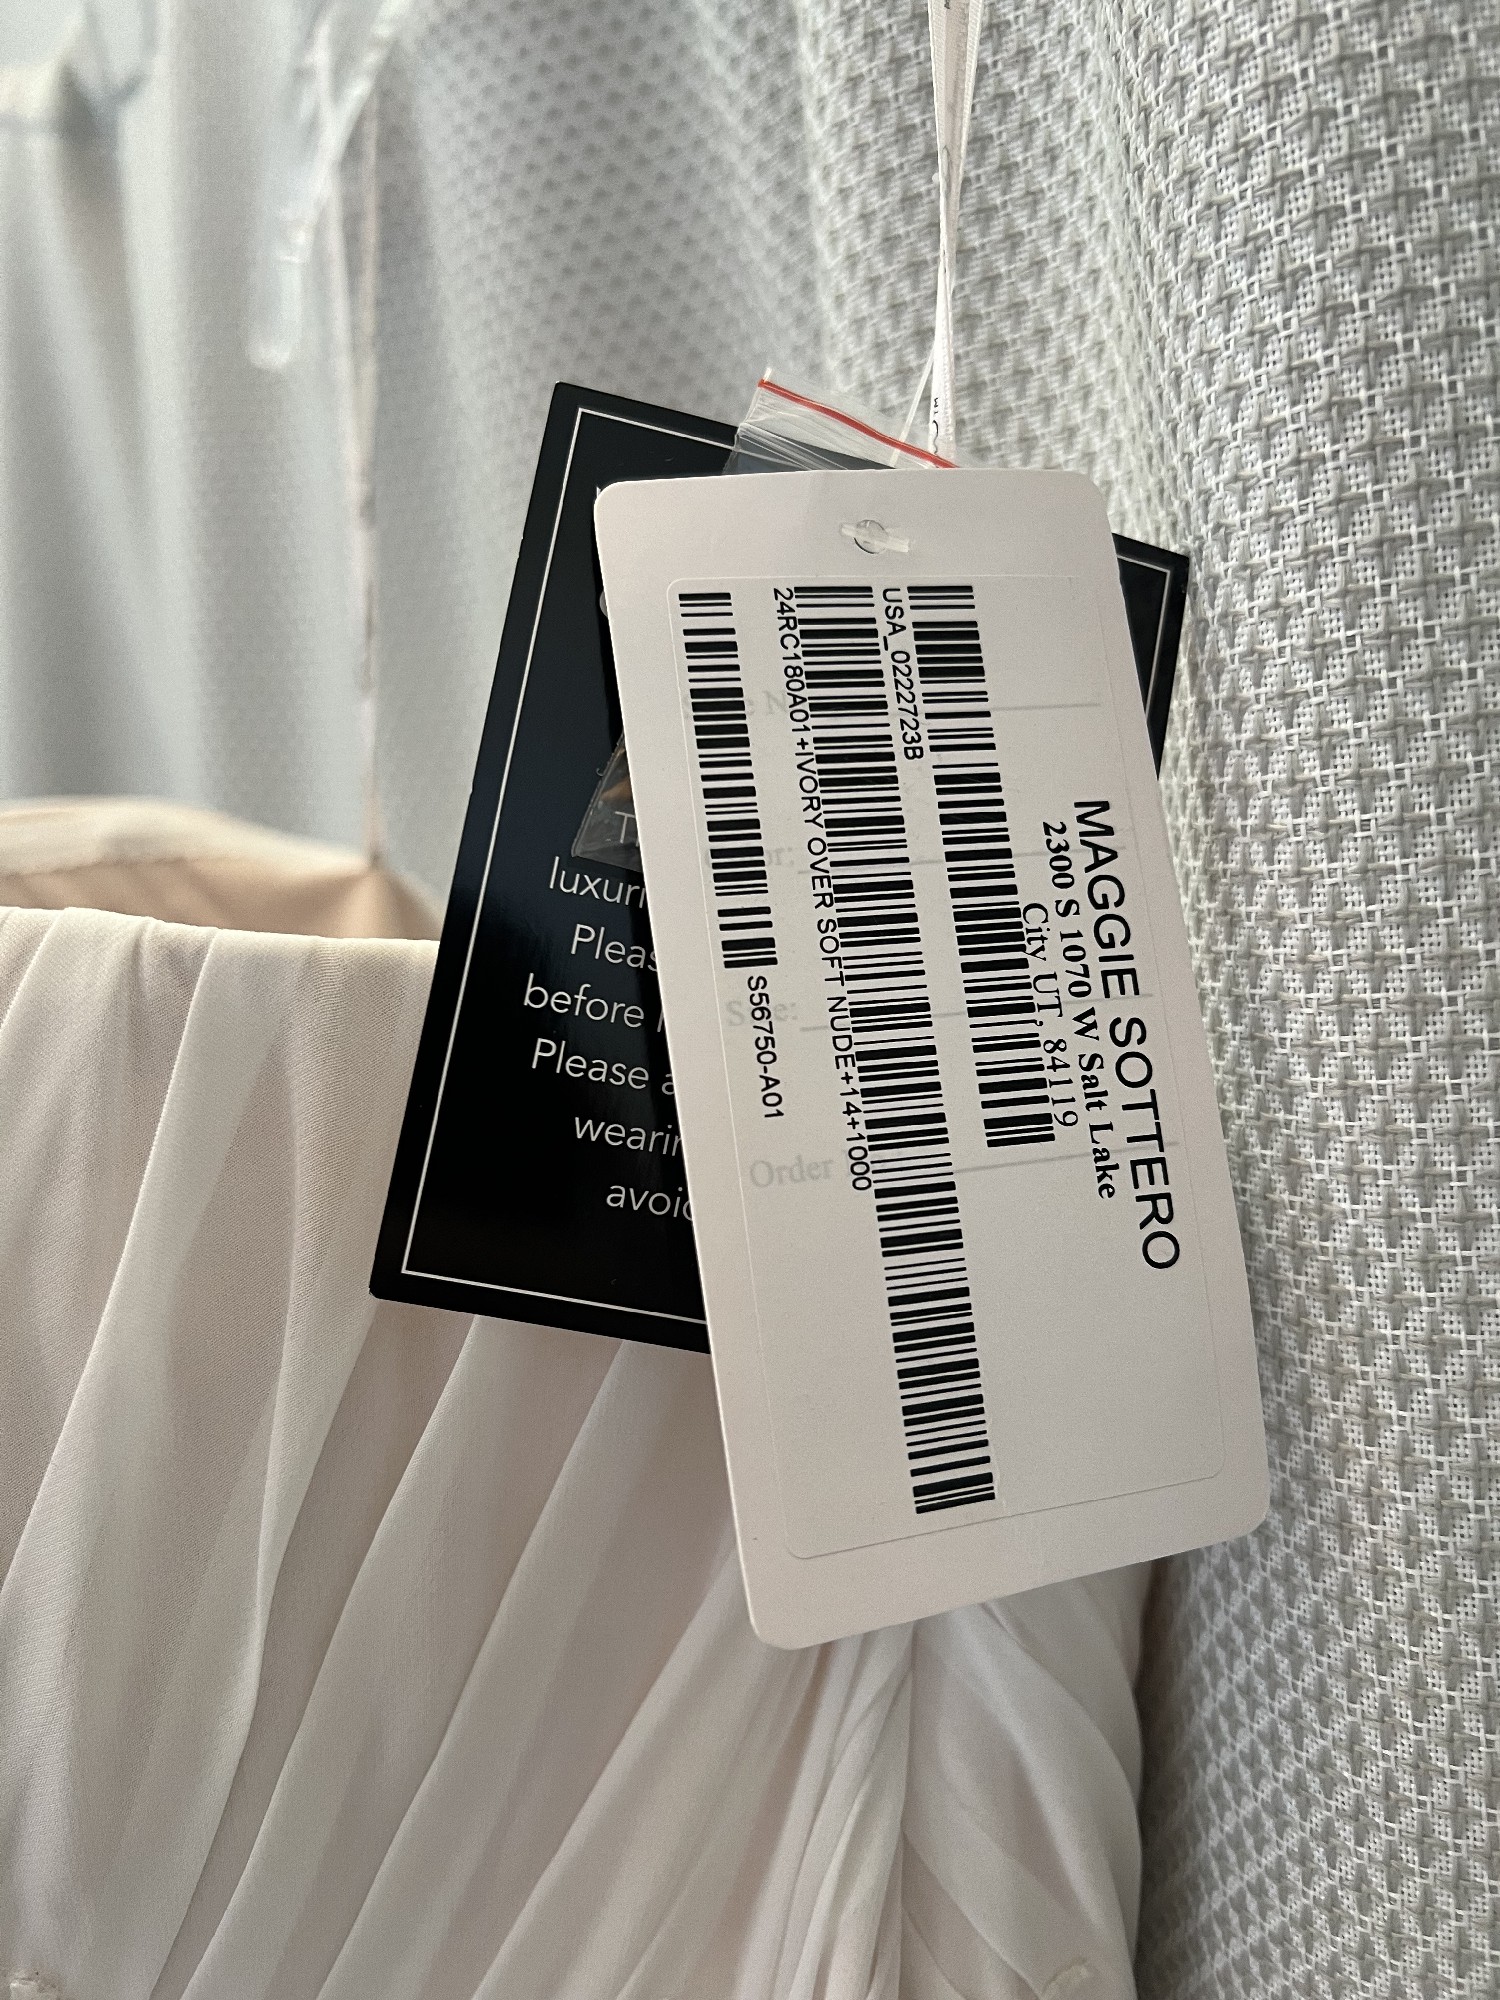 MAGGIE SOTTERO
2300 S 1070 W Salt Lake
City UT, 84119
USA_0222723B
24RC180A01+IVORY OVER SOFT NUDE+14+1000
S56750-A01
Order
luxuri
Pleas
before
Please a
wearin
avoid